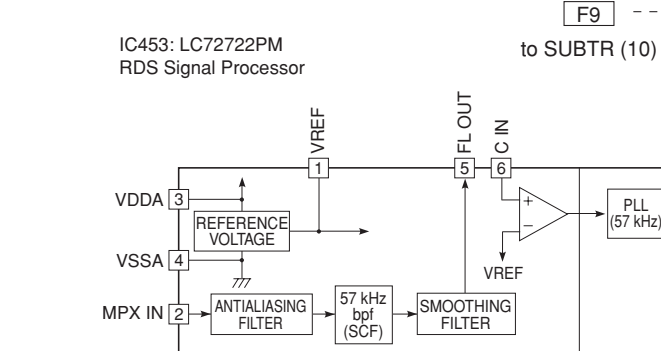 F9
to SUBTR (10)
IC453: LC72722PM
RDS Signal Processor
VREF
FL OUT
C IN
1
5
6
VDDA 3
REFERENCE
VOLTAGE
VSSA 4
+
−
VREF
PLL
(57 kHz)
MPX IN 2
ANTIALIASING
FILTER
57 kHz
bpf
(SCF)
SMOOTHING
FILTER